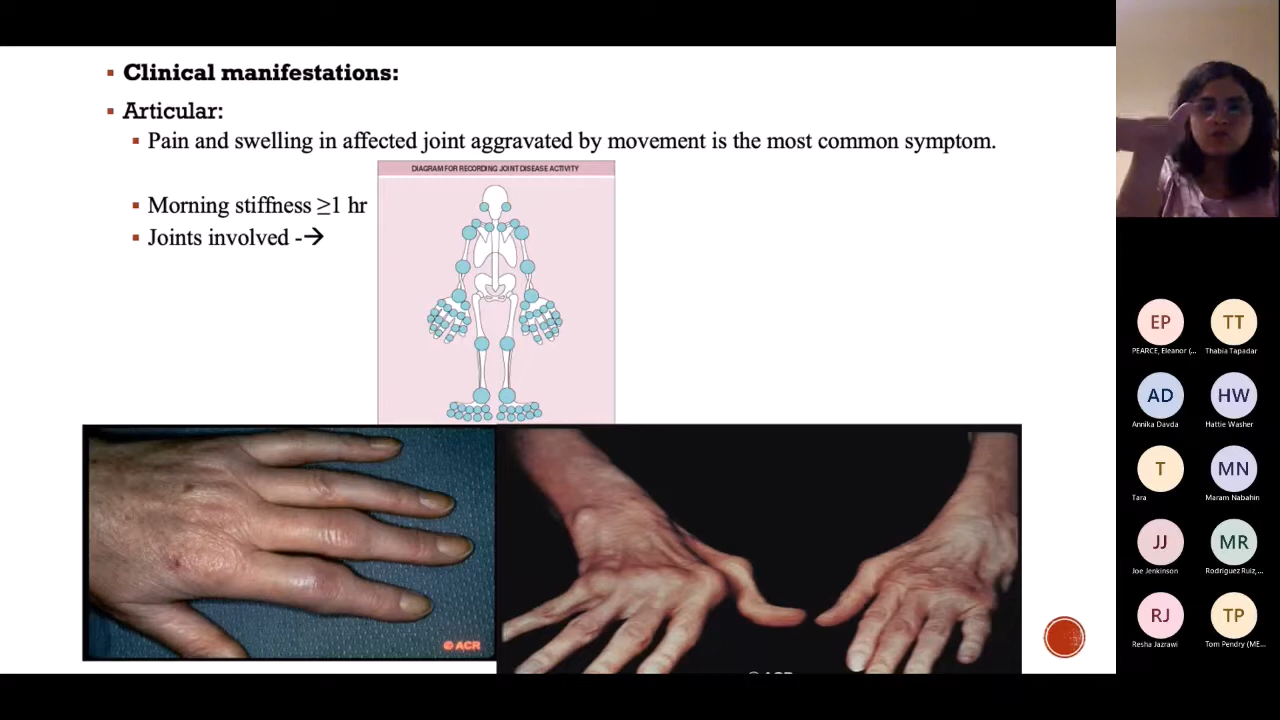 Clinical manifestations:
Articular:
Pain and swelling in affected joint aggravated by movement is the most common symptom.
DIAGRAM FOR RECORDING JOINT DISEASE ACTIVITY
Morning stiffness ≥1 hr
Joints involved -→
© ACR
EP
TT
PEARCE, Eleanor (...
Thabia Tapadar
AD
HW
Annika Davda
Hattie Washer
T
MN
Tara
Maram Nabahin
JJ
MR
Joe Jenkinson
Rodriguez Ruiz,...
RJ
TP
Resha Jazrawi
Tom Pendry (ME...